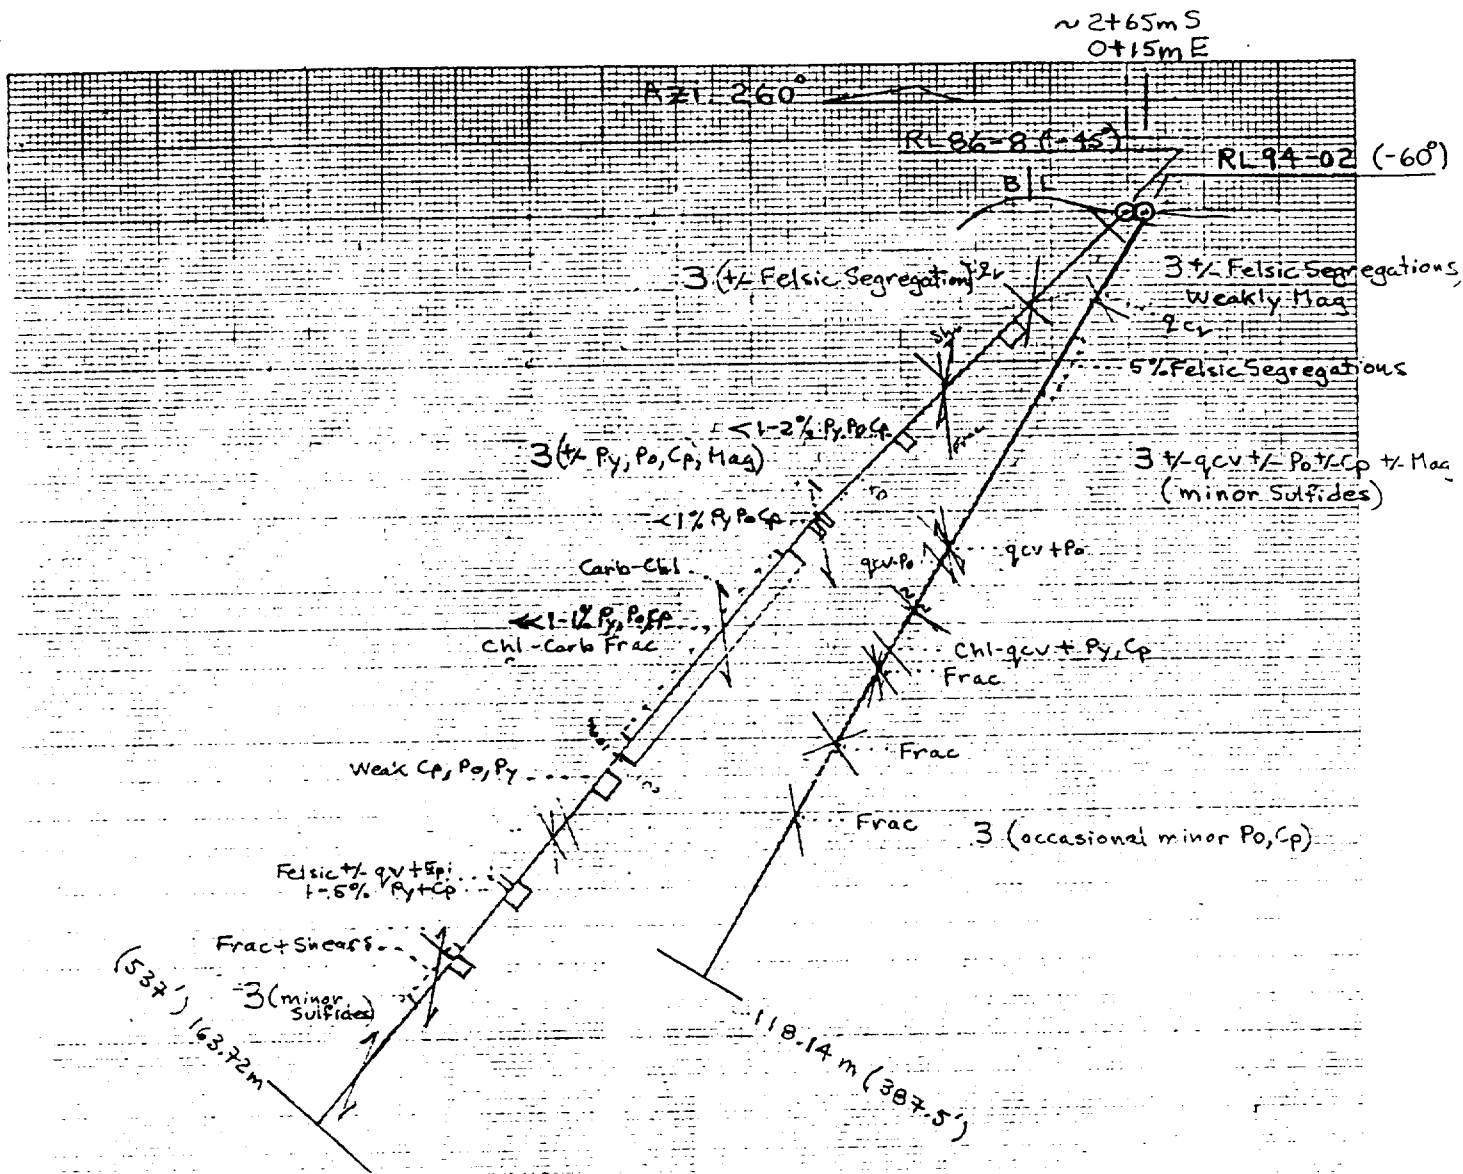 ~ 2+65m S
0+15m E
Azi. 260°
RL86-8 (-45°)
RL94-02 (-60°)
B|L
3 (+/- Felsic Segregation)
3 +/- Felsic Segregations,
Weakly Mag
qcv
5% Felsic Segregations
<1-2% Py, Po, Cp
3 (+/- Py, Po, Cp, Mag)
Frac
3 +/- qcv +/- Po +/- Cp +/- Mag
(minor Sulfides)
<1% Py Po Cp
qcv-Po
qcv + Po
Carb-Chl
<<1-1% Py, Po, Cp
Chl-Carb Frac
Chl-qcv + Py, Cp
Frac
Frac
Weak Cp, Po, Py
Frac
3 (occasional minor Po, Cp)
Felsic +/- qv + Epi
1-.5% Py + Cp
Frac + Shears
3 (minor
Sulfides)
(537') 163.72m
118.14 m (387.5')